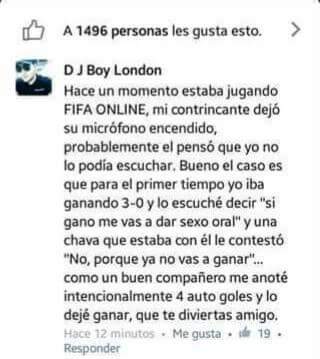 A 1496 personas les gusta esto.
D J Boy London
Hace un momento estaba jugando
FIFA ONLINE, mi contrincante dejó
su micrófono encendido,
probablemente el pensó que yo no
lo podía escuchar. Bueno el caso es
que para el primer tiempo yo iba
ganando 3-0 y lo escuché decir "si
gano me vas a dar sexo oral" y una
chava que estaba con él le contestó
"No, porque ya no vas a ganar"...
como un buen compañero me anoté
intencionalmente 4 auto goles y lo
dejé ganar, que te diviertas amigo.
Hace 12 minutos · Me gusta · 19 ·
Responder